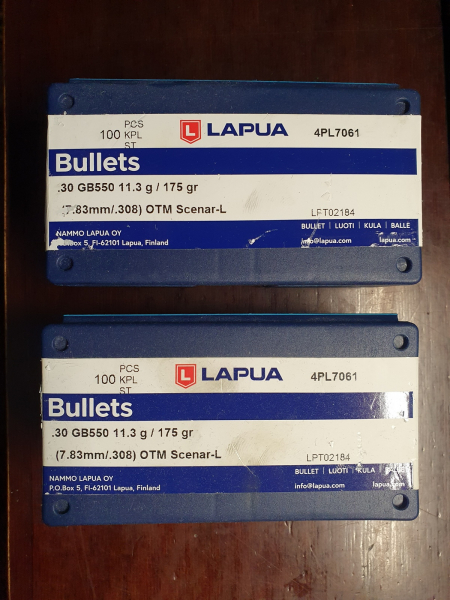 PCS
100 KPL
ST
LAPUA
4PL7061
Bullets
.30 GB550 11.3 g / 175 gr
(7.83mm/.308) OTM Scenar-L
LPT02184
BULLET | LUOTI | KULA | BALLE
NAMMO LAPUA OY
P.O.Box 5, FI-62101 Lapua, Finland
info@lapua.com
lapua.com
PCS
100 KPL
ST
LAPUA
4PL7061
Bullets
.30 GB550 11.3 g / 175 gr
(7.83mm/.308) OTM Scenar-L
LPT02184
BULLET | LUOTI | KULA | BALLE
NAMMO LAPUA OY
P.O.Box 5, FI-62101 Lapua, Finland
info@lapua.com
lapua.com